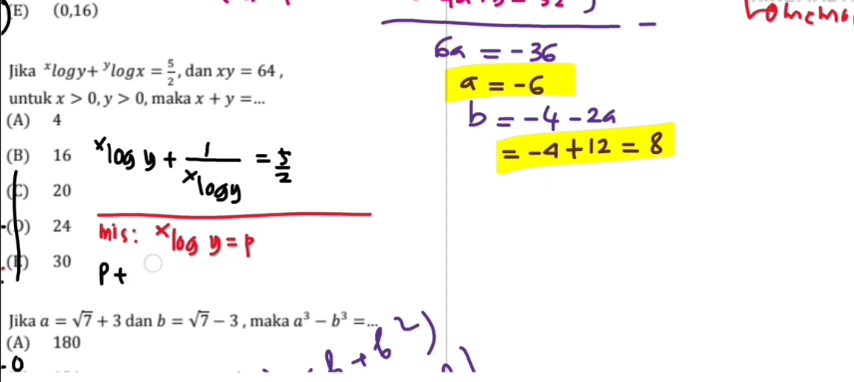 (E) (0,16)
6a = -36
a = -6
b = -4 - 2a
= -4 + 12 = 8
Jika ˣlogy + ʸlogx = 5/2, dan xy = 64,
untuk x > 0, y > 0, maka x + y = ...
(A) 4
(B) 16
(C) 20
(D) 24
(E) 30
ˣlog y + 1/ˣlogy = 5/2
mis: ˣlog y = p
P +
Jika a = √7 + 3 dan b = √7 − 3, maka a³ − b³ = ...
(A) 180